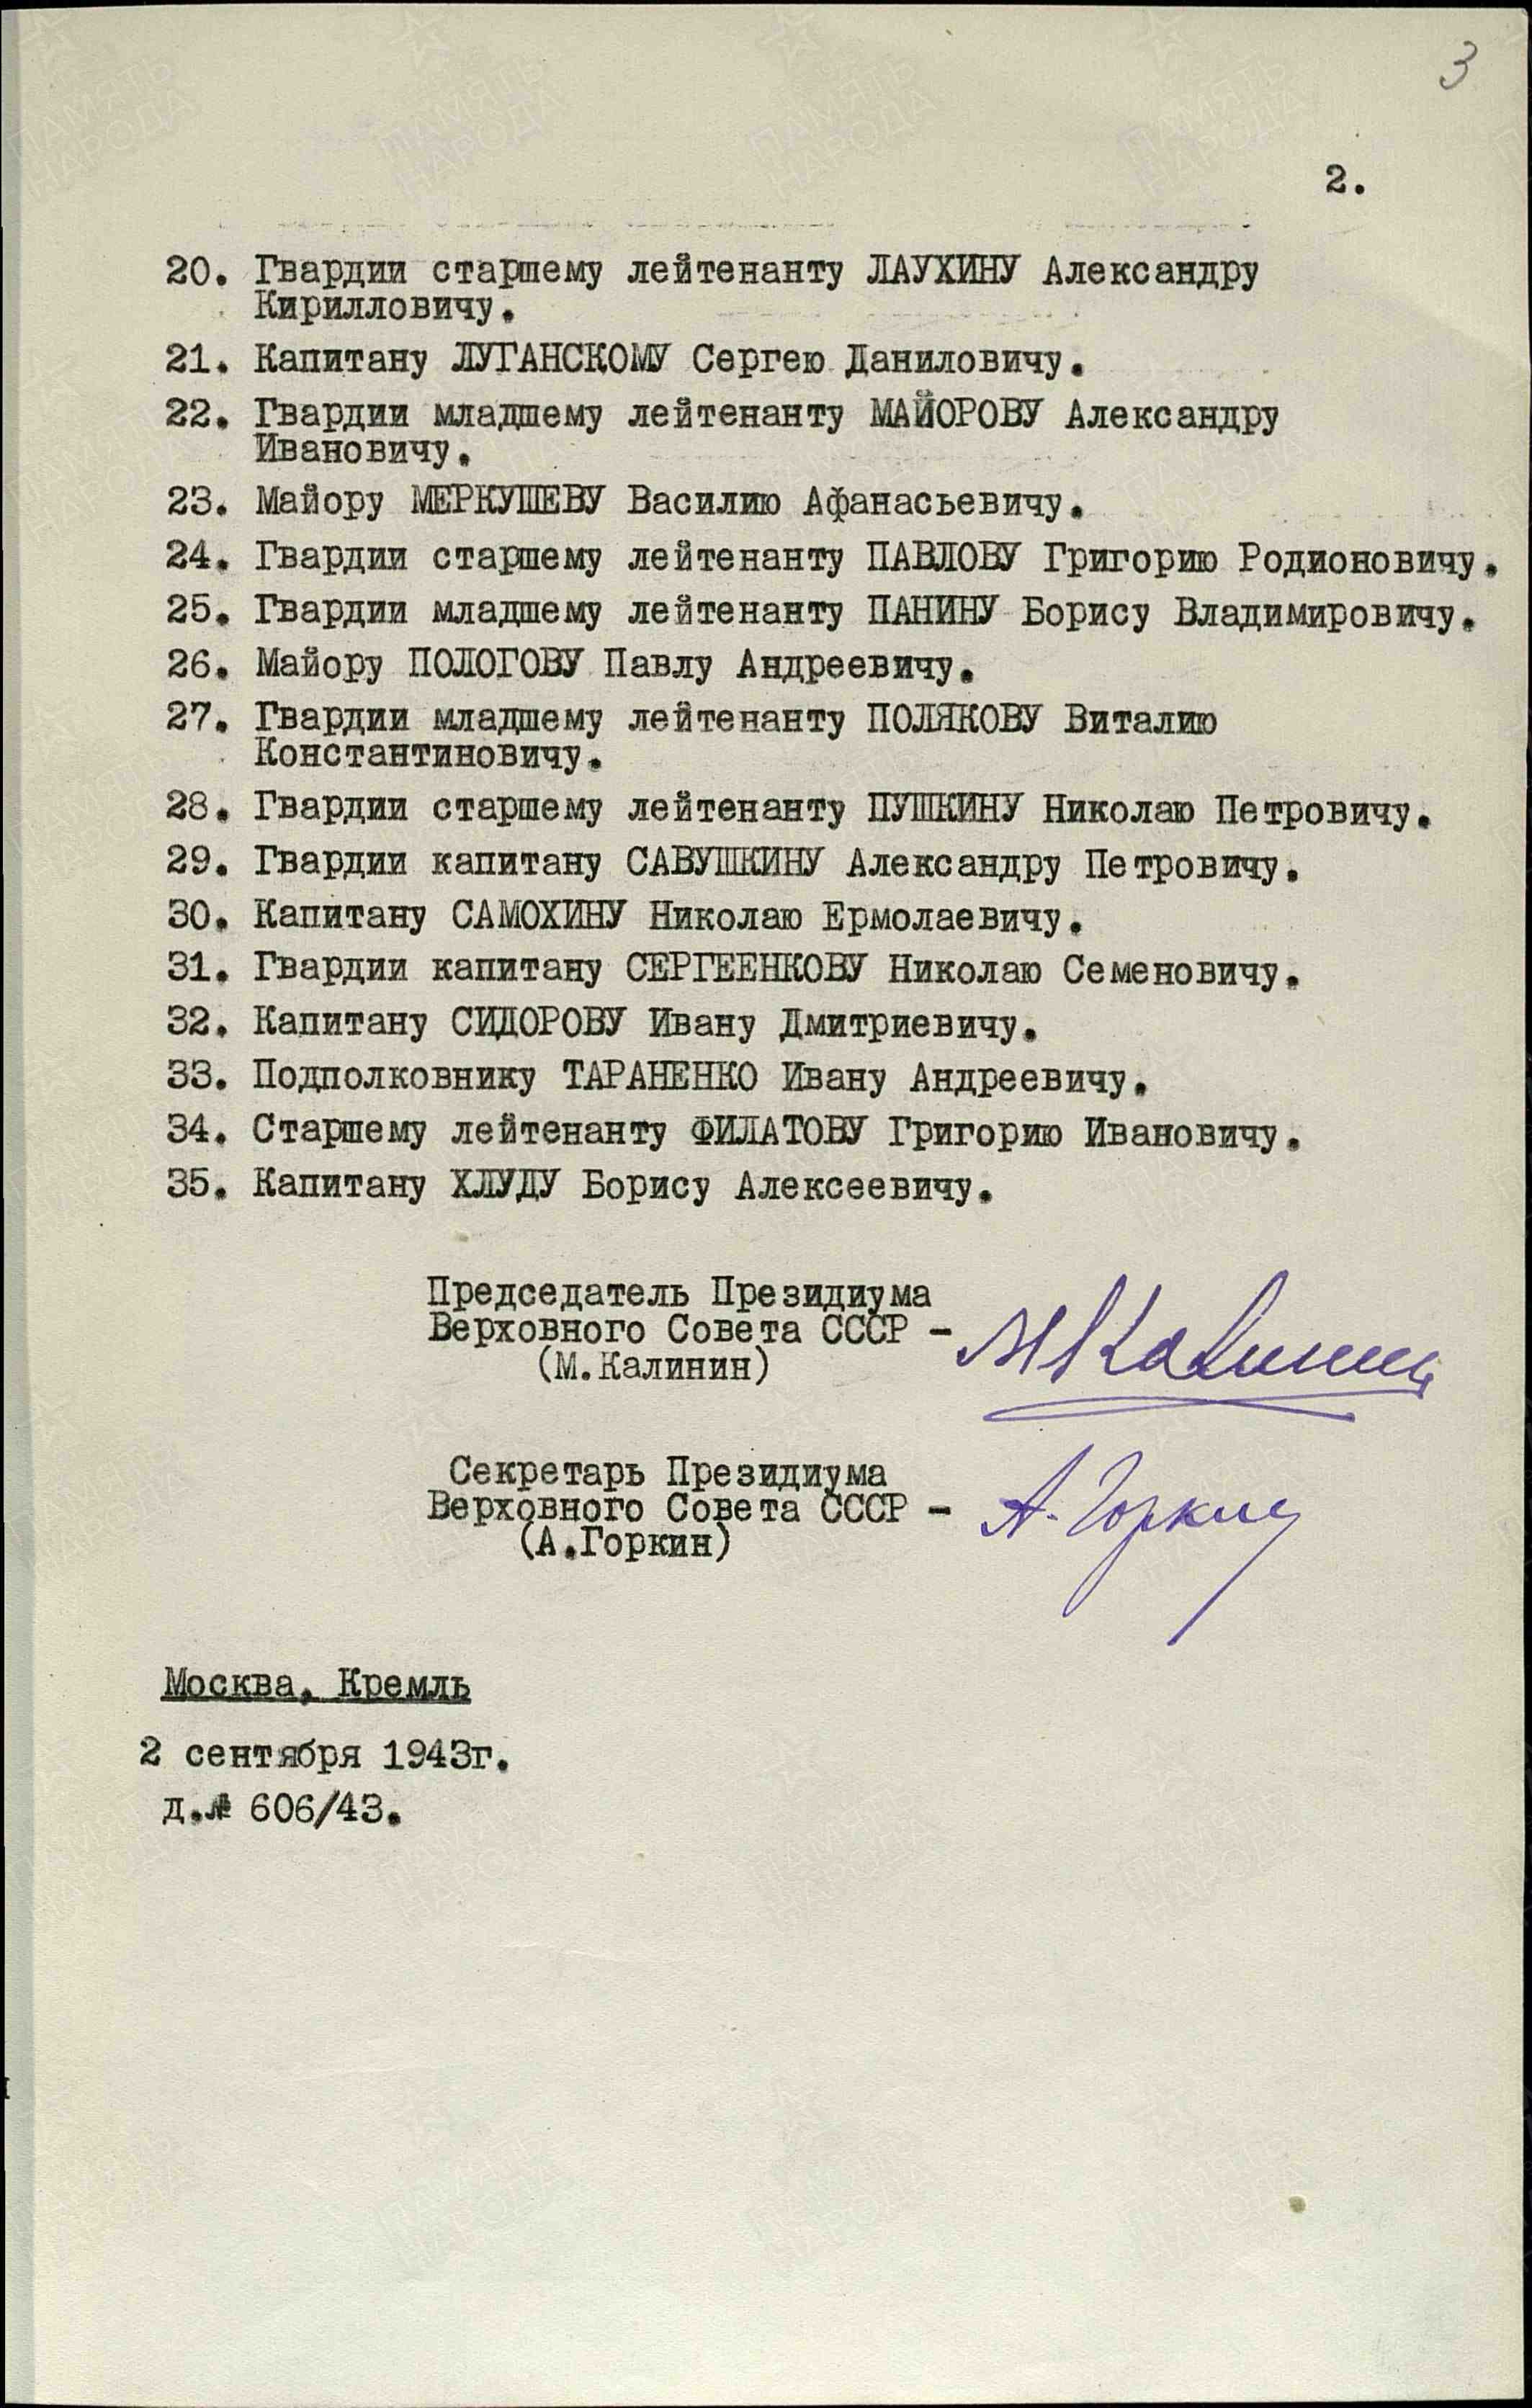 3
2.
20. Гвардии старшему лейтенанту ЛАУХИНУ Александру
Кирилловичу.
21. Капитану ЛУГАНСКОМУ Сергею Даниловичу.
22. Гвардии младшему лейтенанту МАЙОРОВУ Александру
Ивановичу.
23. Майору МЕРКУШЕВУ Василию Афанасьевичу.
24. Гвардии старшему лейтенанту ПАВЛОВУ Григорию Родионовичу.
25. Гвардии младшему лейтенанту ПАНИНУ Борису Владимировичу.
26. Майору ПОЛОГОВУ Павлу Андреевичу.
27. Гвардии младшему лейтенанту ПОЛЯКОВУ Виталию
Константиновичу.
28. Гвардии старшему лейтенанту ПУШКИНУ Николаю Петровичу.
29. Гвардии капитану САВУШКИНУ Александру Петровичу.
30. Капитану САМОХИНУ Николаю Ермолаевичу.
31. Гвардии капитану СЕРГЕЕНКОВУ Николаю Семеновичу.
32. Капитану СИДОРОВУ Ивану Дмитриевичу.
33. Подполковнику ТАРАНЕНКО Ивану Андреевичу.
34. Старшему лейтенанту ФИЛАТОВУ Григорию Ивановичу.
35. Капитану ХЛУДУ Борису Алексеевичу.
Председатель Президиума
Верховного Совета СССР – МКалинин
(М.Калинин)
Секретарь Президиума
Верховного Совета СССР – А. Горкин
(А.Горкин)
Москва, Кремль
2 сентября 1943г.
д.№ 606/43.
ПАМЯТЬ НАРОДА